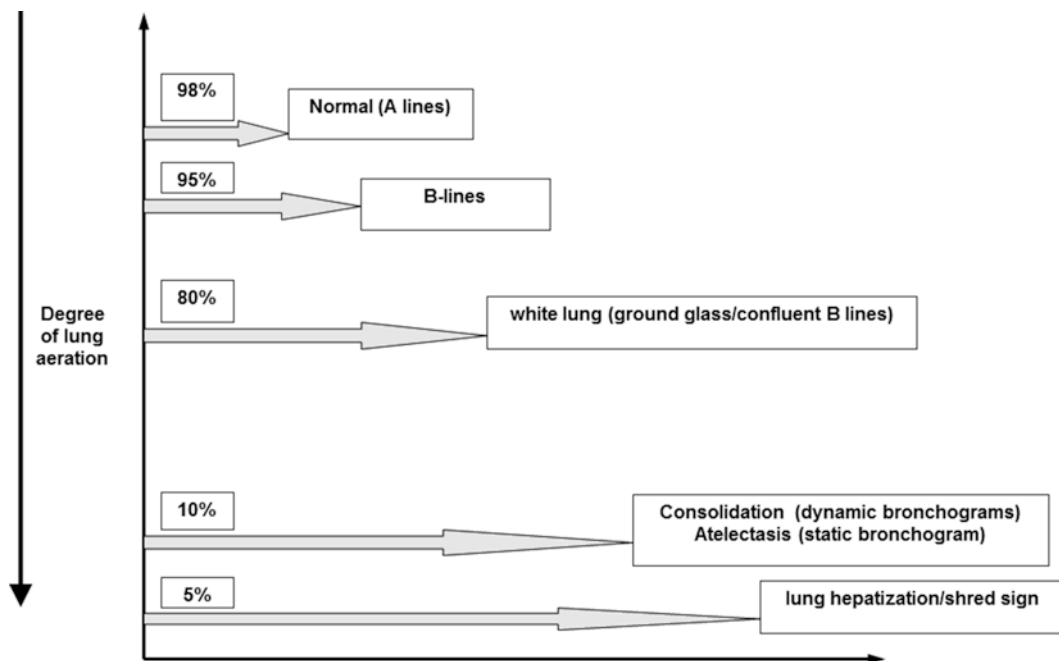 98%
Normal (A lines)
95%
B-lines
80%
white lung (ground glass/confluent B lines)
Degree
of lung
aeration
10%
Consolidation (dynamic bronchograms)
Atelectasis (static bronchogram)
5%
lung hepatization/shred sign